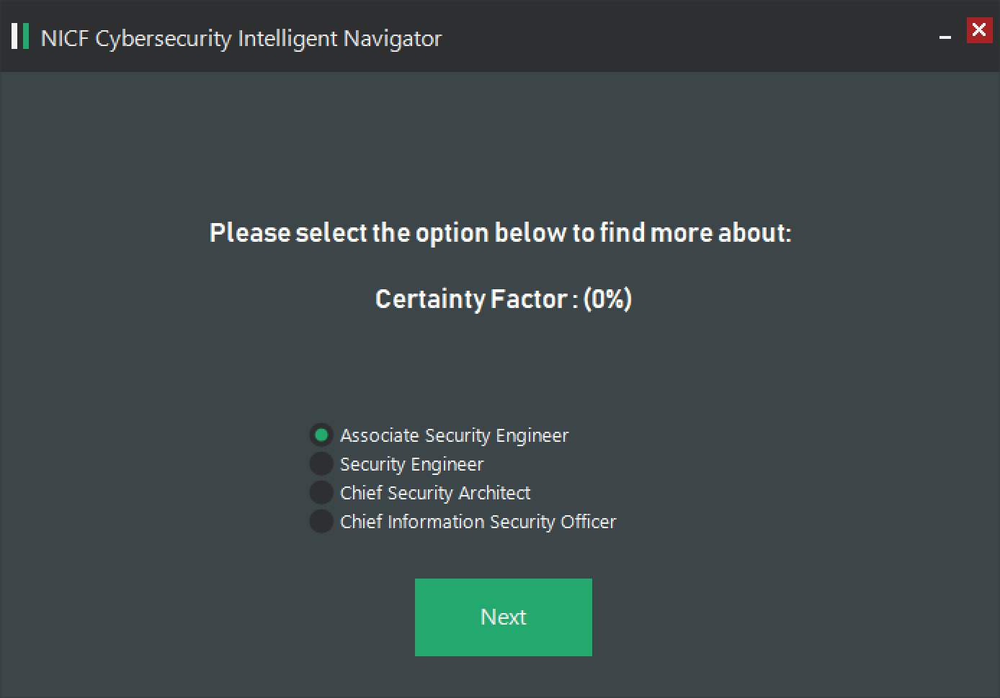 NICF Cybersecurity Intelligent Navigator
Please select the option below to find more about:
Certainty Factor : (0%)
Associate Security Engineer
Security Engineer
Chief Security Architect
Chief Information Security Officer
Next